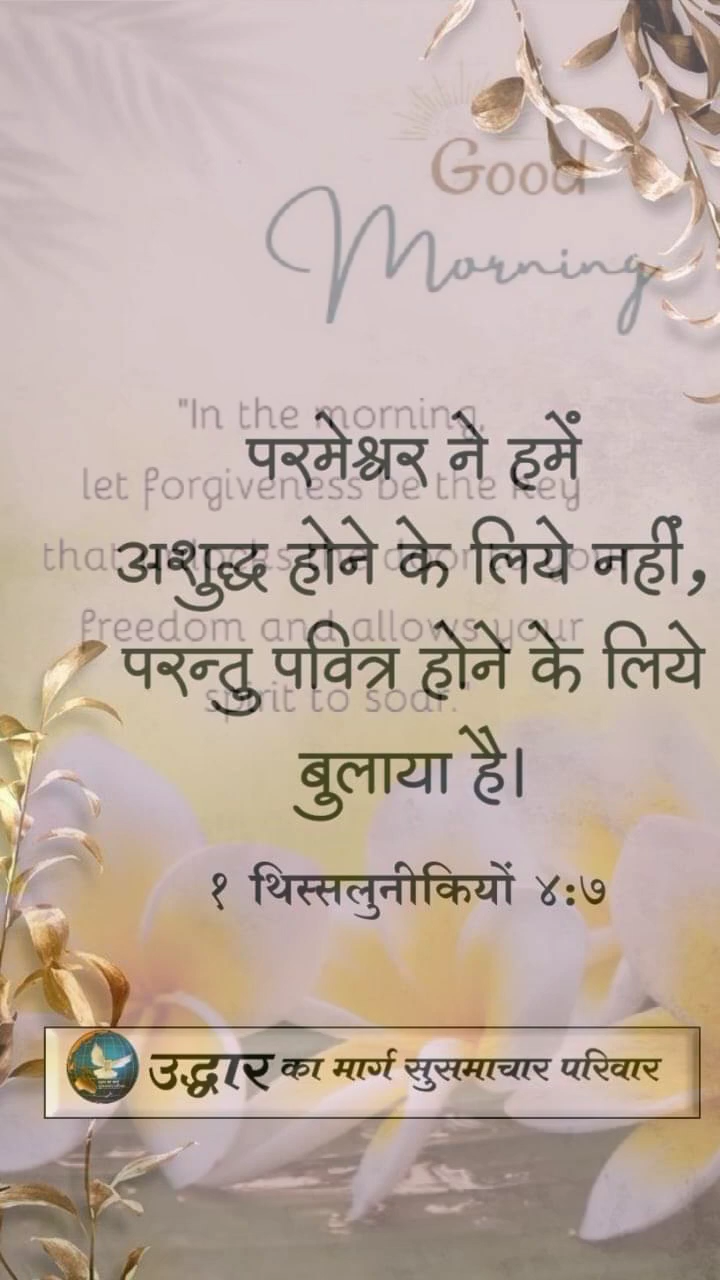 Good
Morning
"In the morning,
परमेश्वर ने हमें
let forgiveness be the key
अशुद्ध होने के लिये नहीं,
that unlocks the door to your
परन्तु पवित्र होने के लिये
freedom and allows your
spirit to soar."
बुलाया है।
१ थिस्सलुनीकियों ४:७
उद्धार का मार्ग सुसमाचार परिवार